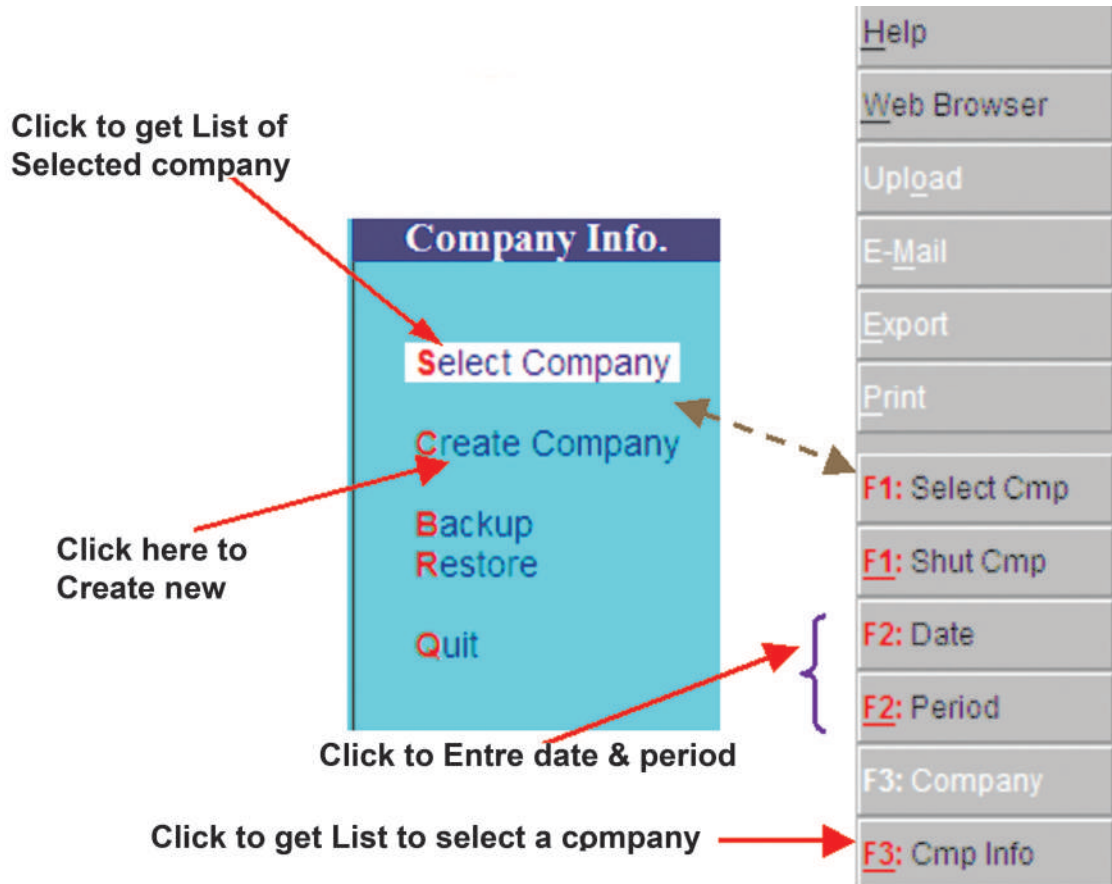 Click to get List of
Selected company
Company Info.
Select Company
Create Company
Backup
Restore
Quit
Click here to
Create new
Click to Entre date & period
Click to get List to select a company
Help
Web Browser
Upload
E-Mail
Export
Print
F1: Select Cmp
F1: Shut Cmp
F2: Date
F2: Period
F3: Company
F3: Cmp Info